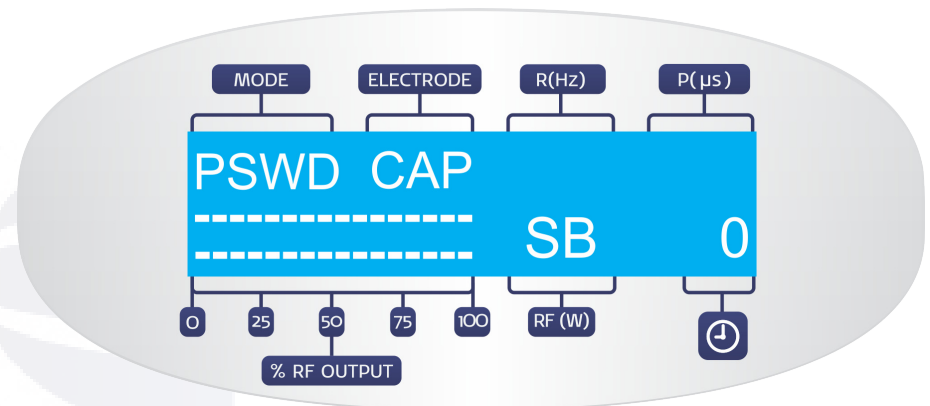 MODE ELECTRODE R(Hz) P(µs)
PSWD CAP
SB 0
0 25 50 75 100 RF (W)
% RF OUTPUT